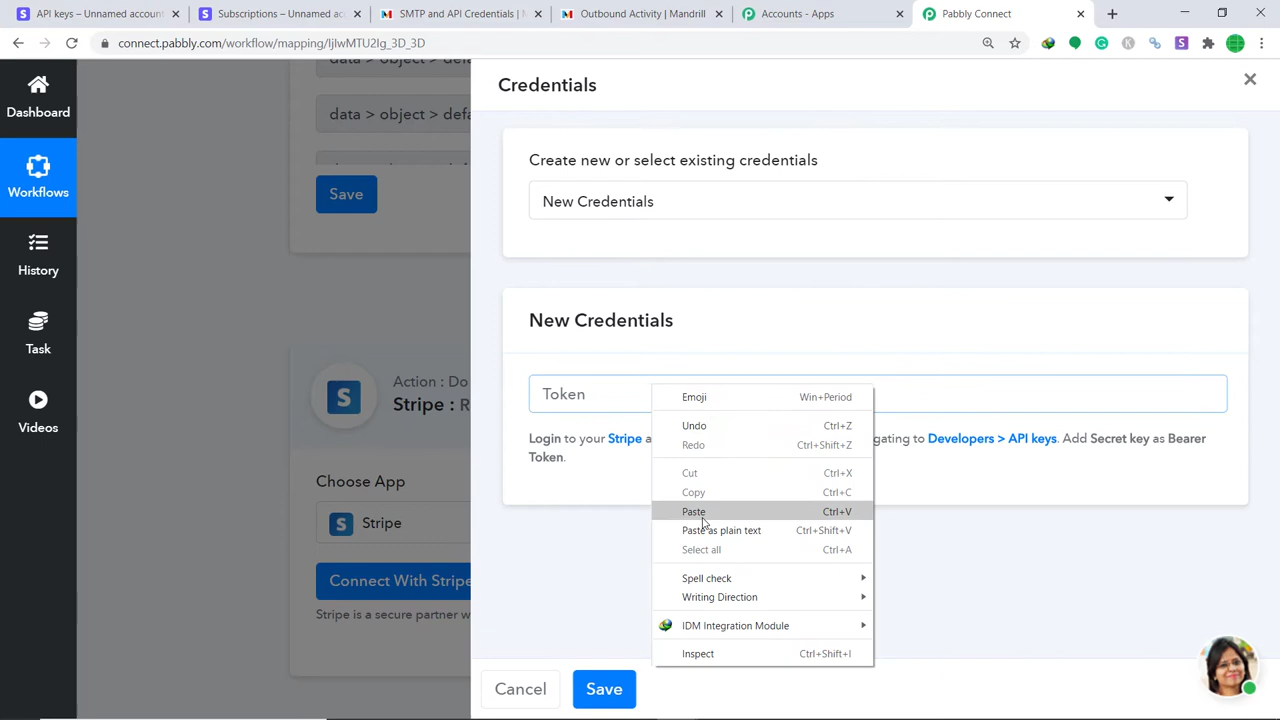 API keys – Unnamed accoun
Subscriptions – Unnamed acc
SMTP and API Credentials | M
Outbound Activity | Mandrill
Accounts - Apps
Pabbly Connect
connect.pabbly.com/workflow/mapping/IjIwMTU2Ig_3D_3D
Dashboard
Workflows
History
Task
Videos
data > object > defa
data > object > defa
Save
Action : Do
Stripe : R
Choose App
Stripe
Connect With Stripe
Stripe is a secure partner w
Credentials
Create new or select existing credentials
New Credentials
New Credentials
Token
Login to your Stripe a
gating to Developers > API keys. Add Secret key as Bearer
Token.
Emoji Win+Period
Undo Ctrl+Z
Redo Ctrl+Shift+Z
Cut Ctrl+X
Copy Ctrl+C
Paste Ctrl+V
Paste as plain text Ctrl+Shift+V
Select all Ctrl+A
Spell check
Writing Direction
IDM Integration Module
Inspect Ctrl+Shift+I
Cancel
Save